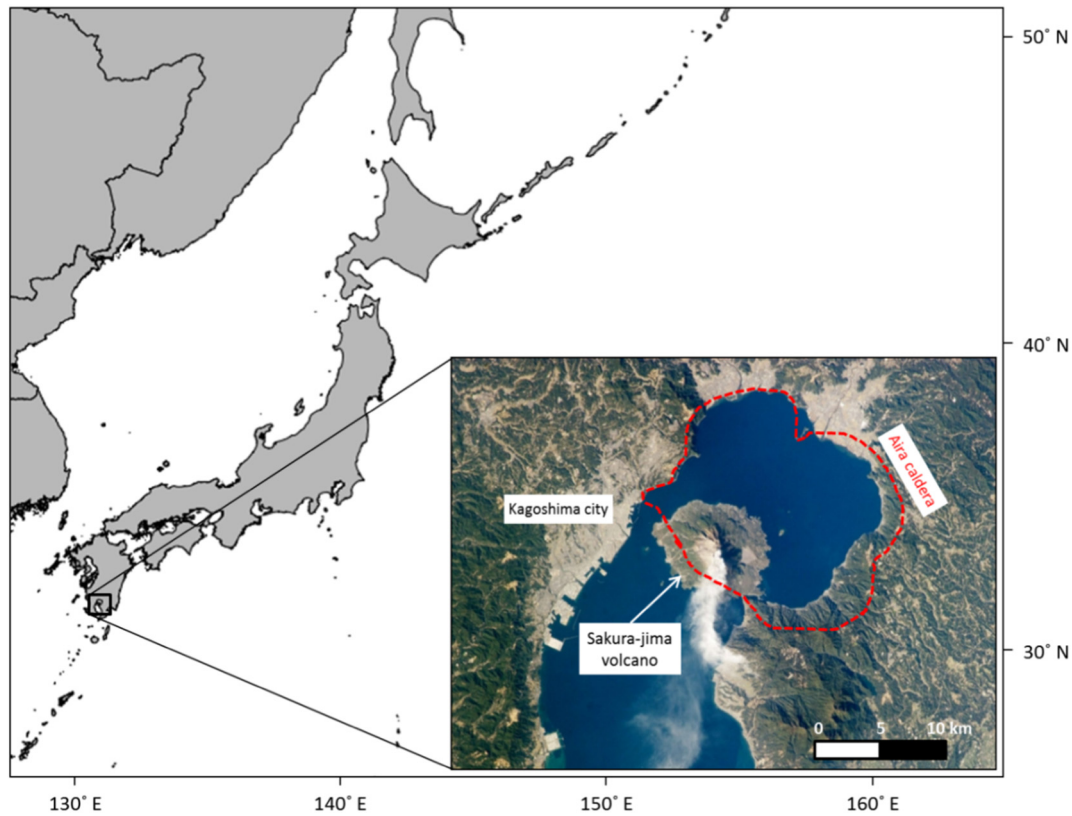 50° N
40° N
Aira caldera
Kagoshima city
Sakura-jima
volcano
30° N
0 5 10 km
130° E 140° E 150° E 160° E